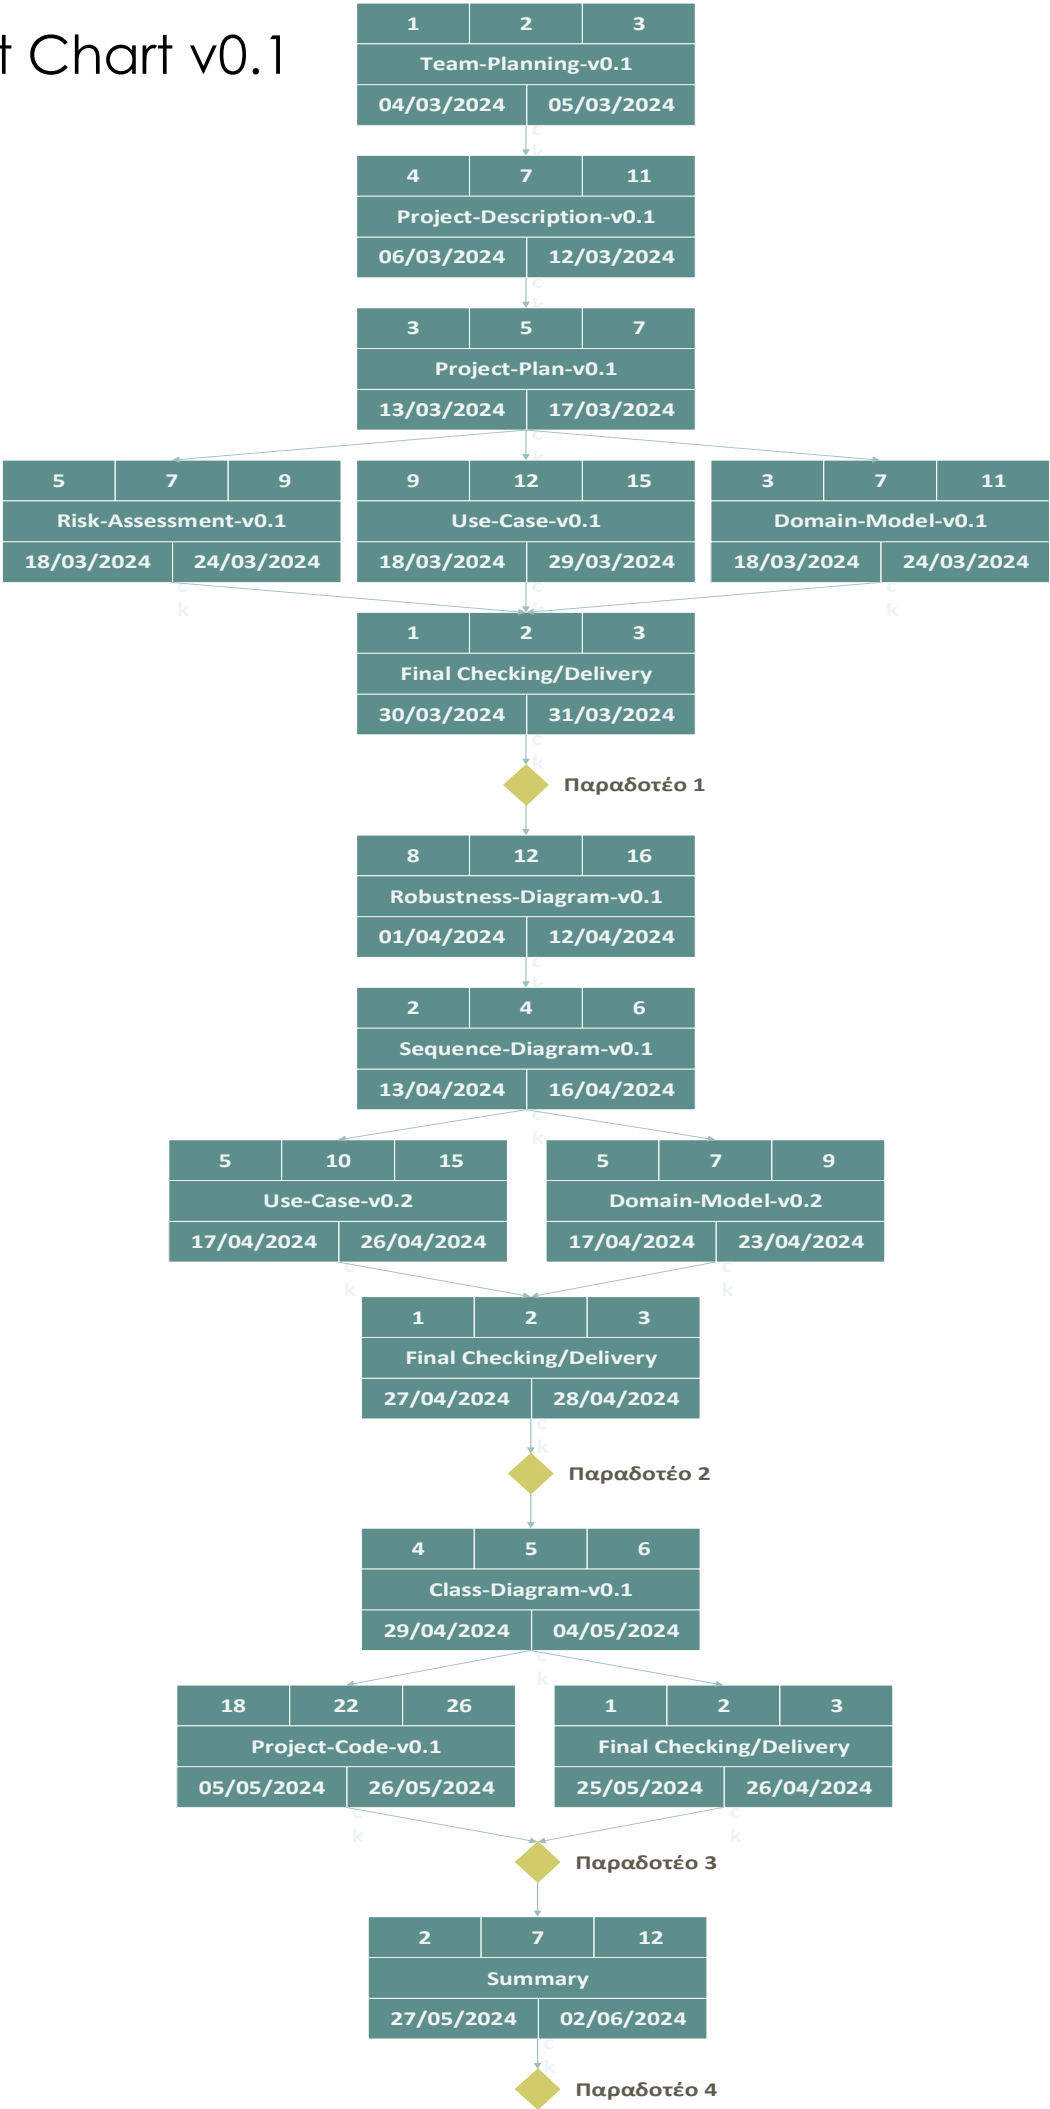 t Chart v0.1
1 2 3
Team-Planning-v0.1
04/03/2024 05/03/2024
c
k
4 7 11
Project-Description-v0.1
06/03/2024 12/03/2024
c
k
3 5 7
Project-Plan-v0.1
13/03/2024 17/03/2024
c
k
5 7 9
Risk-Assessment-v0.1
18/03/2024 24/03/2024
c
k
9 12 15
Use-Case-v0.1
18/03/2024 29/03/2024
c
k
3 7 11
Domain-Model-v0.1
18/03/2024 24/03/2024
c
k
1 2 3
Final Checking/Delivery
30/03/2024 31/03/2024
c
k
Παραδοτέο 1
8 12 16
Robustness-Diagram-v0.1
01/04/2024 12/04/2024
c
k
2 4 6
Sequence-Diagram-v0.1
13/04/2024 16/04/2024
c
k
5 10 15
Use-Case-v0.2
17/04/2024 26/04/2024
c
k
5 7 9
Domain-Model-v0.2
17/04/2024 23/04/2024
c
k
1 2 3
Final Checking/Delivery
27/04/2024 28/04/2024
c
k
Παραδοτέο 2
4 5 6
Class-Diagram-v0.1
29/04/2024 04/05/2024
c
k
18 22 26
Project-Code-v0.1
05/05/2024 26/05/2024
c
k
1 2 3
Final Checking/Delivery
25/05/2024 26/04/2024
c
k
Παραδοτέο 3
2 7 12
Summary
27/05/2024 02/06/2024
c
k
Παραδοτέο 4